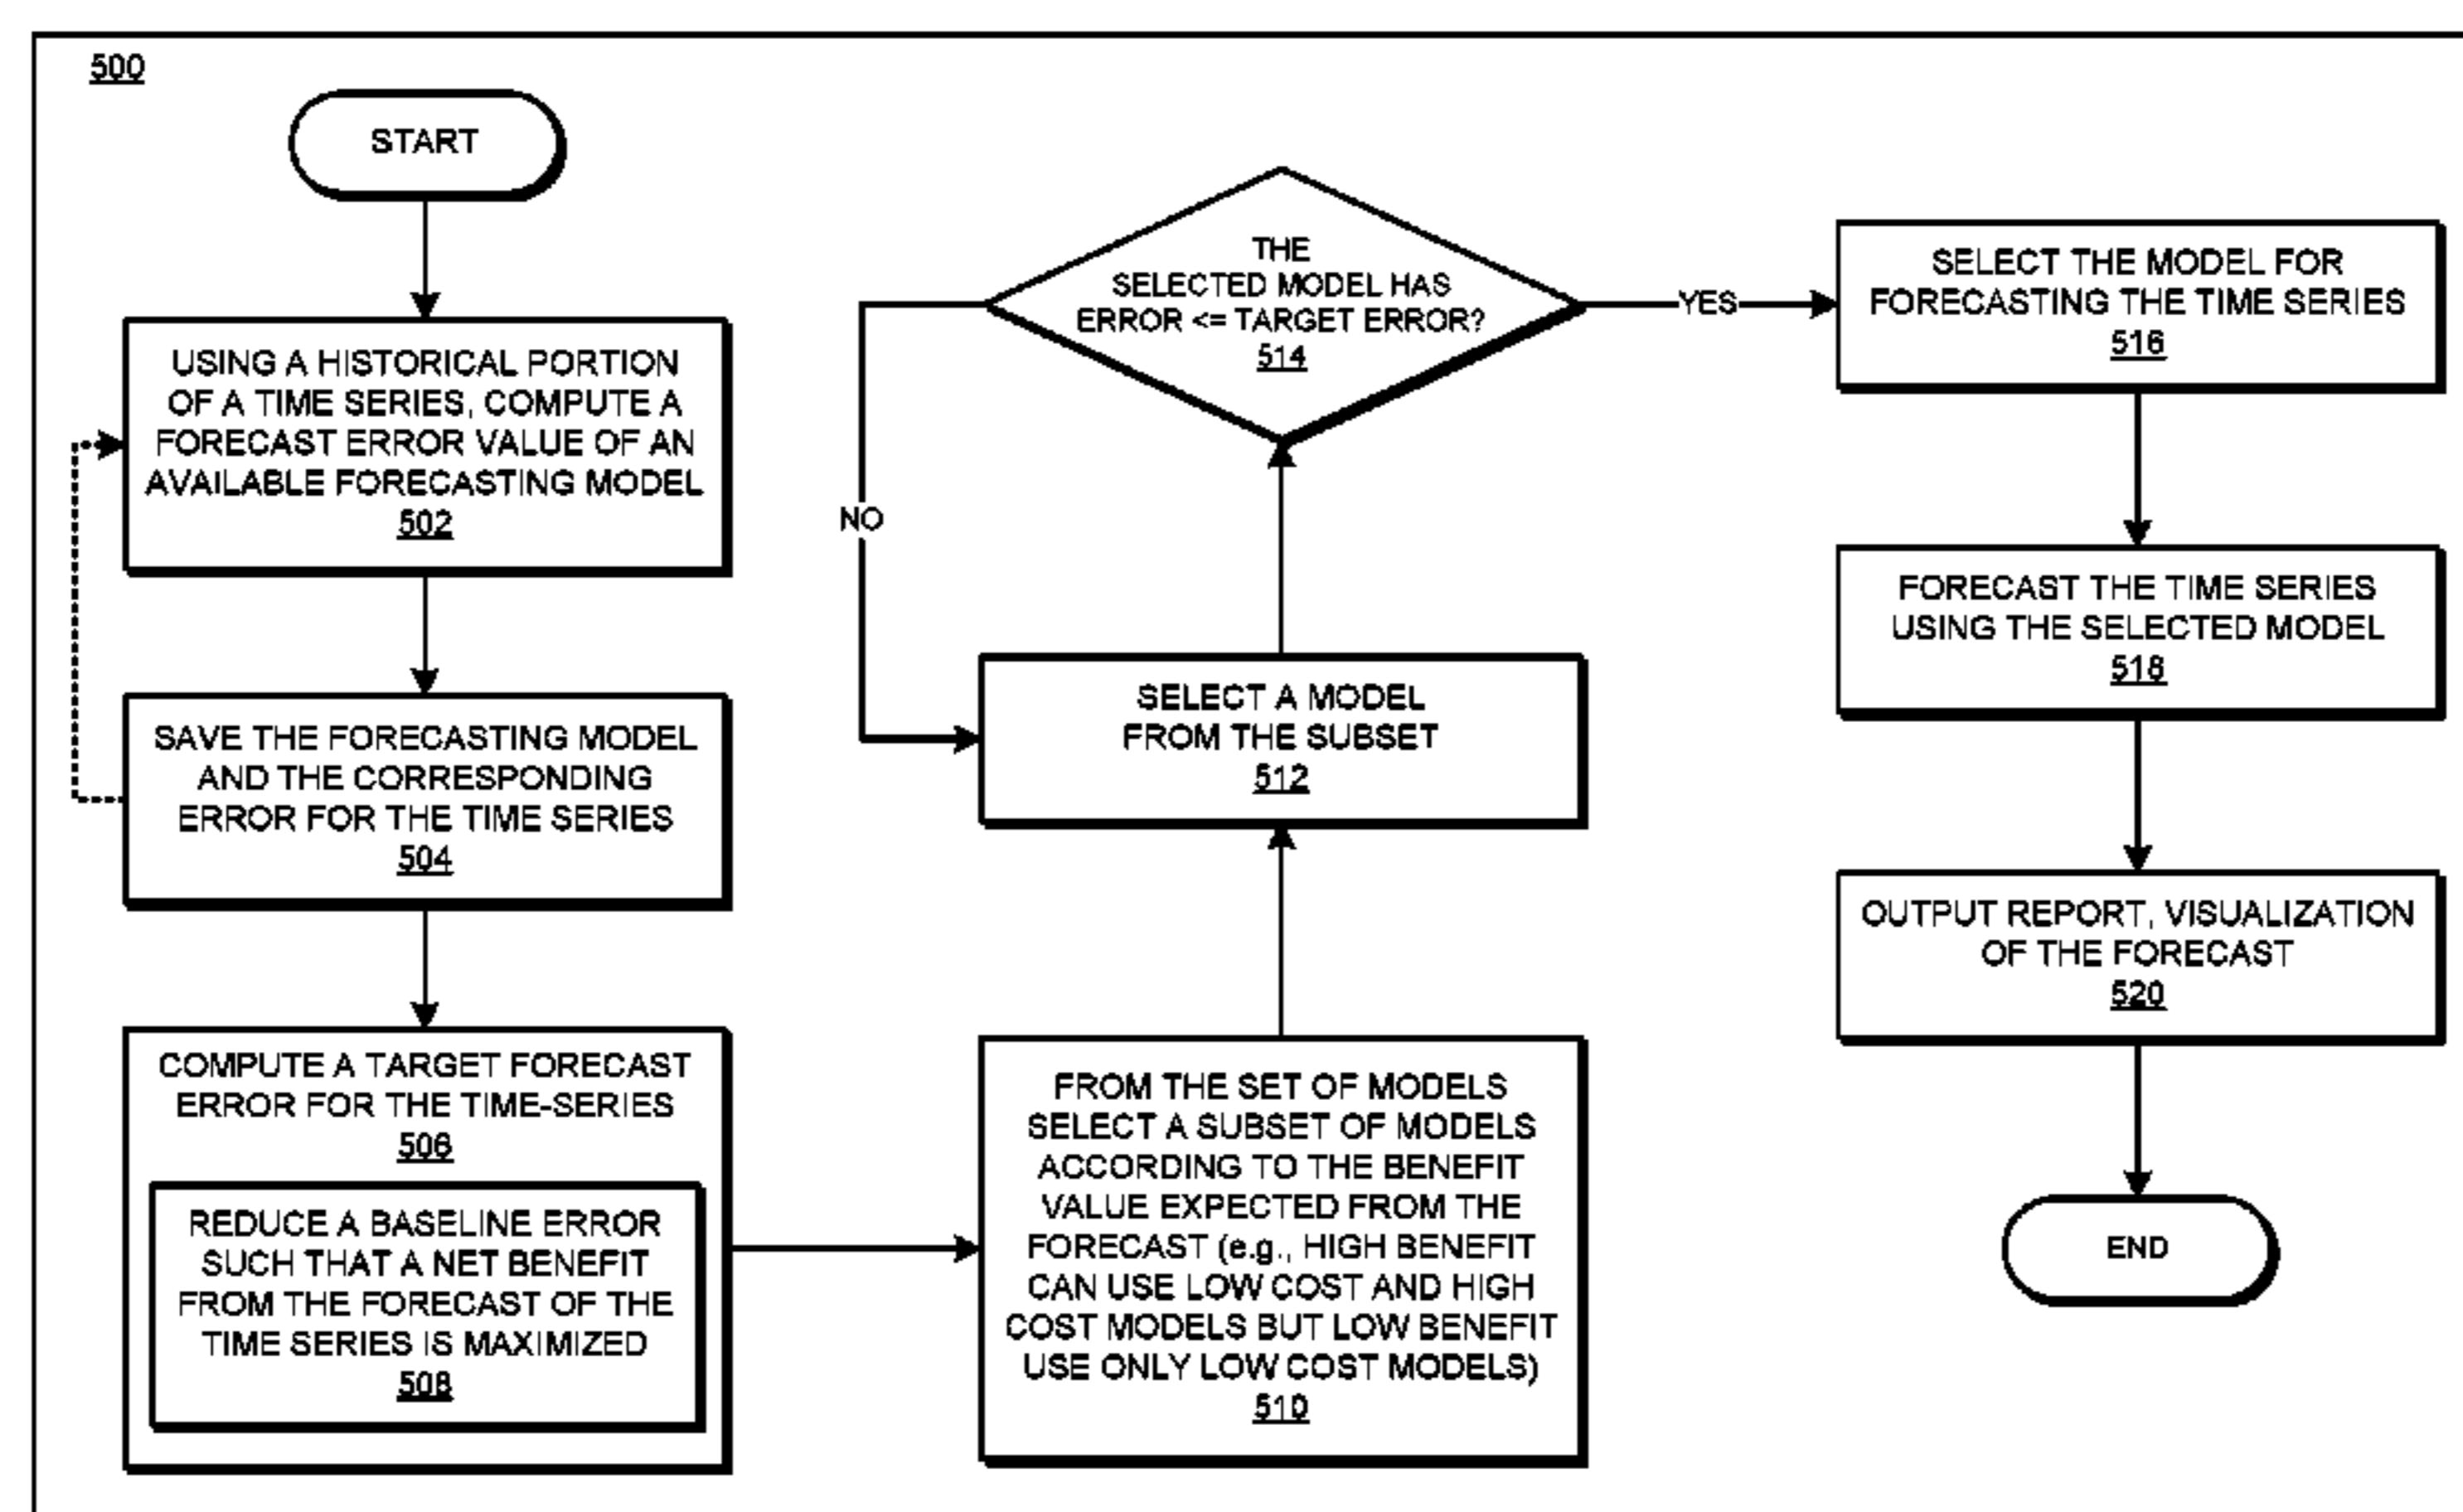 500
START
USING A HISTORICAL PORTION
OF A TIME SERIES, COMPUTE A
FORECAST ERROR VALUE OF AN
AVAILABLE FORECASTING MODEL
502
SAVE THE FORECASTING MODEL
AND THE CORRESPONDING
ERROR FOR THE TIME SERIES
504
COMPUTE A TARGET FORECAST
ERROR FOR THE TIME-SERIES
506
REDUCE A BASELINE ERROR
SUCH THAT A NET BENEFIT
FROM THE FORECAST OF THE
TIME SERIES IS MAXIMIZED
508
FROM THE SET OF MODELS
SELECT A SUBSET OF MODELS
ACCORDING TO THE BENEFIT
VALUE EXPECTED FROM THE
FORECAST (e.g., HIGH BENEFIT
CAN USE LOW COST AND HIGH
COST MODELS BUT LOW BENEFIT
USE ONLY LOW COST MODELS)
510
SELECT A MODEL
FROM THE SUBSET
512
THE
SELECTED MODEL HAS
ERROR <= TARGET ERROR?
514
NO
YES
SELECT THE MODEL FOR
FORECASTING THE TIME SERIES
516
FORECAST THE TIME SERIES
USING THE SELECTED MODEL
518
OUTPUT REPORT, VISUALIZATION
OF THE FORECAST
520
END